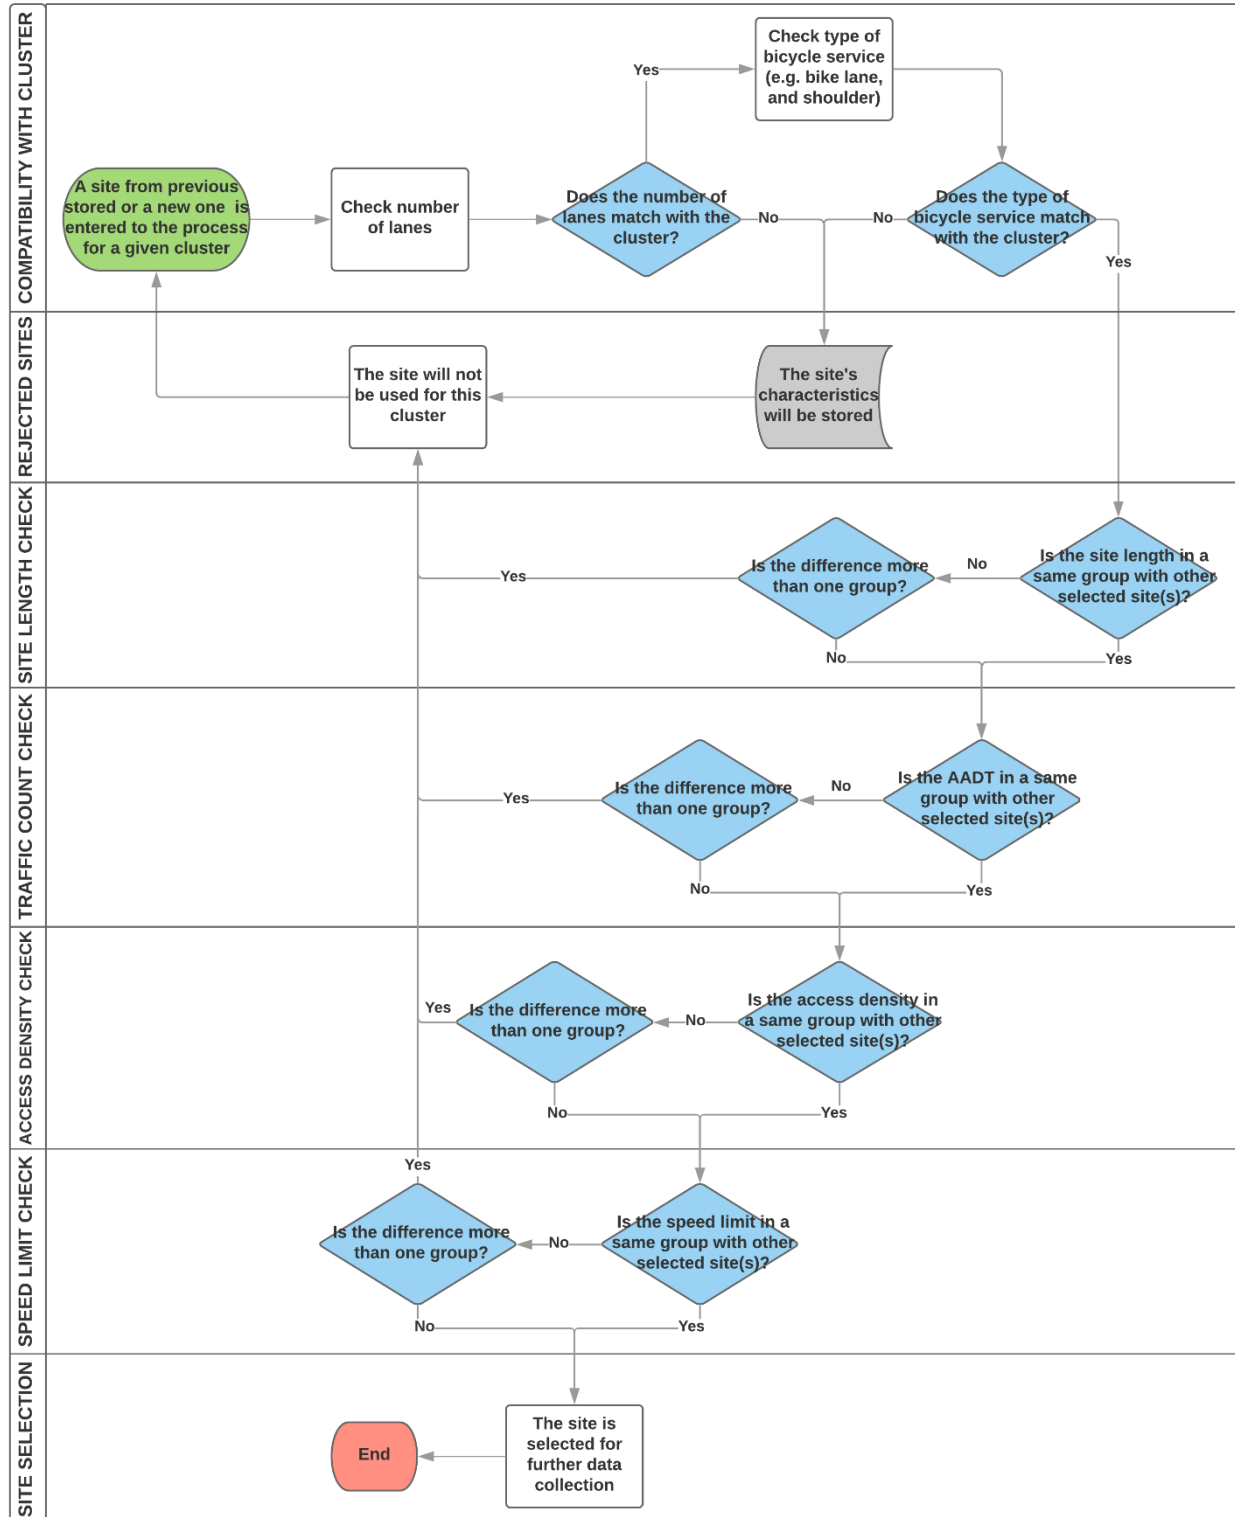 COMPATIBILITY WITH CLUSTER
Check type of
bicycle service
(e.g. bike lane,
and shoulder)
Yes
A site from previous
stored or a new one is
entered to the process
for a given cluster
Check number
of lanes
Does the number of
lanes match with the
cluster?
No
No
Does the type of
bicycle service match
with the cluster?
Yes
REJECTED SITES
The site will not
be used for this
cluster
The site's
characteristics
will be stored
SITE LENGTH CHECK
Yes
Is the difference more
than one group?
No
Is the site length in a
same group with other
selected site(s)?
No
Yes
TRAFFIC COUNT CHECK
Yes
Is the difference more
than one group?
No
Is the AADT in a same
group with other
selected site(s)?
No
Yes
ACCESS DENSITY CHECK
Yes
Is the difference more
than one group?
No
Is the access density in
a same group with other
selected site(s)?
No
Yes
SPEED LIMIT CHECK
Yes
Is the difference more
than one group?
No
Is the speed limit in a
same group with other
selected site(s)?
No
Yes
SITE SELECTION
End
The site is
selected for
further data
collection